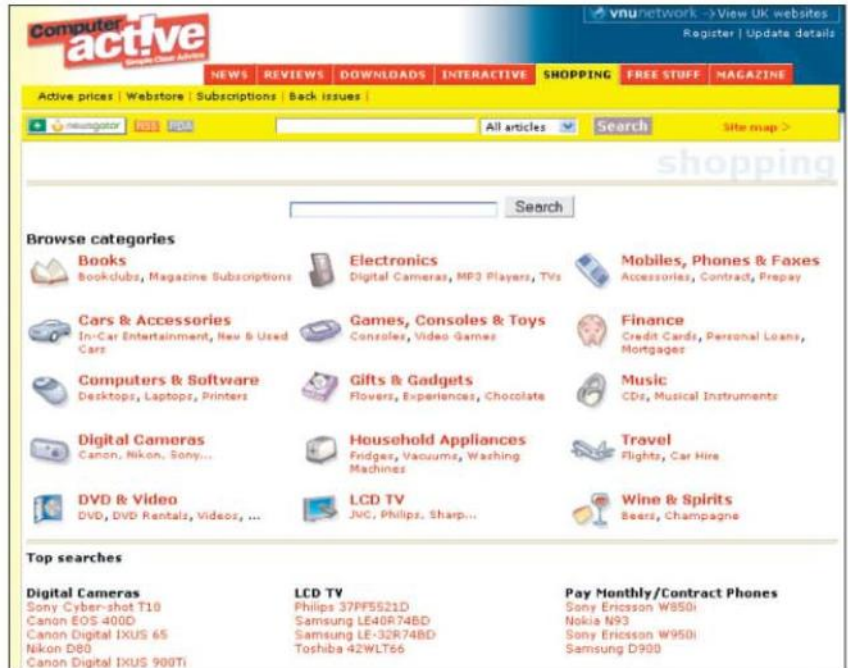 Computer
active
Simple Clear Advice
vnunetwork -> View UK websites
Register | Update details
NEWS REVIEWS DOWNLOADS INTERACTIVE SHOPPING FREE STUFF MAGAZINE
Active prices | Webstore | Subscriptions | Back issues |
newsgator RSS RDA All articles Search Site map >
shopping
Search
Browse categories
Books
Bookclubs, Magazine Subscriptions
Electronics
Digital Cameras, MP3 Players, TVs
Mobiles, Phones & Faxes
Accessories, Contract, Prepay
Cars & Accessories
In-Car Entertainment, New & Used
Cars
Games, Consoles & Toys
Consoles, Video Games
Finance
Credit Cards, Personal Loans,
Mortgages
Computers & Software
Desktops, Laptops, Printers
Gifts & Gadgets
Flowers, Experiences, Chocolate
Music
CDs, Musical Instruments
Digital Cameras
Canon, Nikon, Sony...
Household Appliances
Fridges, Vacuums, Washing
Machines
Travel
Flights, Car Hire
DVD & Video
DVD, DVD Rentals, Videos, ...
LCD TV
JVC, Philips, Sharp...
Wine & Spirits
Beers, Champagne
Top searches
Digital Cameras
Sony Cyber-shot T10
Canon EOS 400D
Canon Digital IXUS 65
Nikon D80
Canon Digital IXUS 900Ti
LCD TV
Philips 37PF5521D
Samsung LE40R74BD
Samsung LE-32R74BD
Toshiba 42WLT66
Pay Monthly/Contract Phones
Sony Ericsson W850i
Nokia N93
Sony Ericsson W950i
Samsung D900